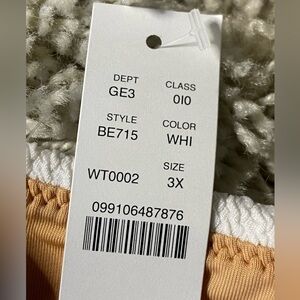 DEPT CLASS
GE3 0I0
STYLE COLOR
BE715 WHI
SIZE
WT0002 3X
099106487876